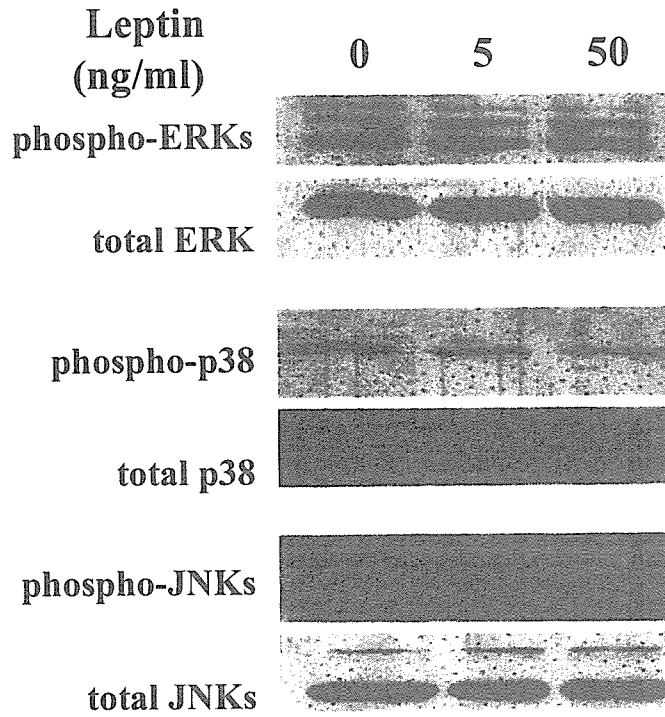 Leptin
(ng/ml) 0 5 50
phospho-ERKs
total ERK
phospho-p38
total p38
phospho-JNKs
total JNKs